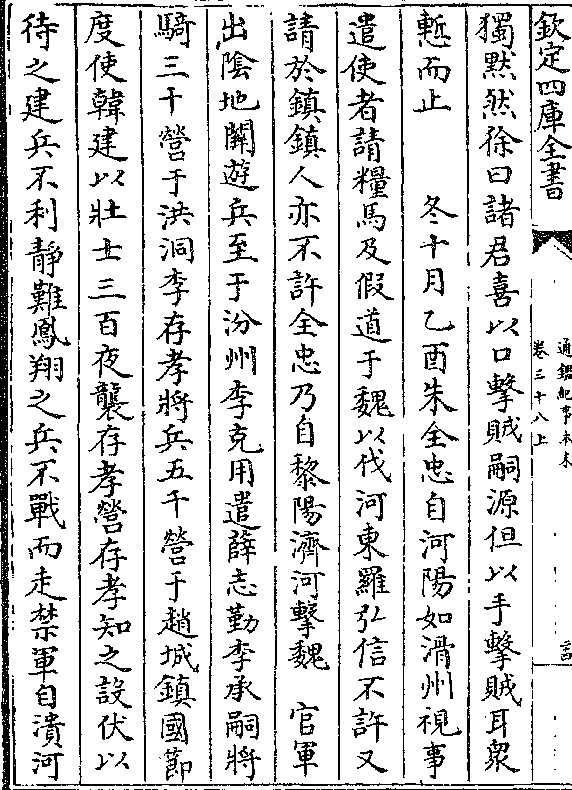 欽定四庫全書
通鑑紀事本末
卷三十八上
獨黙然徐曰諸君喜以口擊賊嗣源但以手擊賊耳衆
慙而止　冬十月乙酉朱全忠自河陽如滑州視事
遣使者請糧馬及假道于魏以伐河東羅弘信不許又
請於鎮鎮人亦不許全忠乃自黎陽濟河擊魏　官軍
出隂地關遊兵至于汾州李克用遣薛志勤李承嗣將
騎三千營于洪洞李存孝將兵五千營于趙城鎮國節
度使韓建以壯士三百夜襲存孝營存孝知之設伏以
待之建兵不利靜難鳳翔之兵不戰而走禁軍自潰河